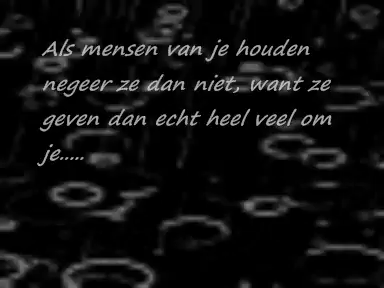 Als mensen van je houden
negeer ze dan niet, want ze
geven dan echt heel veel om
je.....